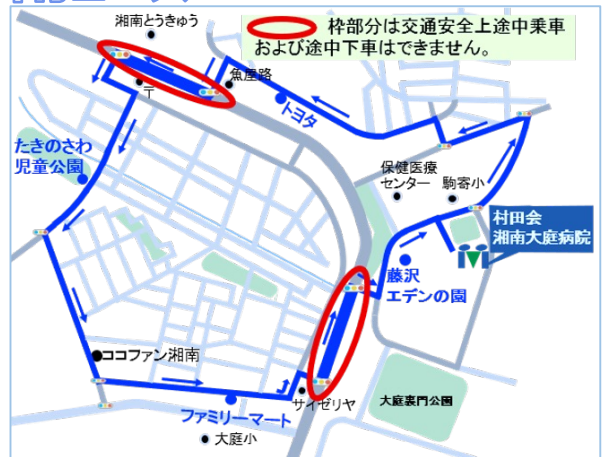 湘南とうきゅう
枠部分は交通安全上途中乗車
および途中下車はできません。
〒
魚屋路
トヨタ
たきのさわ
児童公園
保健医療
センター
駒寄小
村田会
湘南大庭病院
藤沢
エデンの園
ココファン湘南
ファミリーマート
サイゼリヤ
大庭裏門公園
大庭小